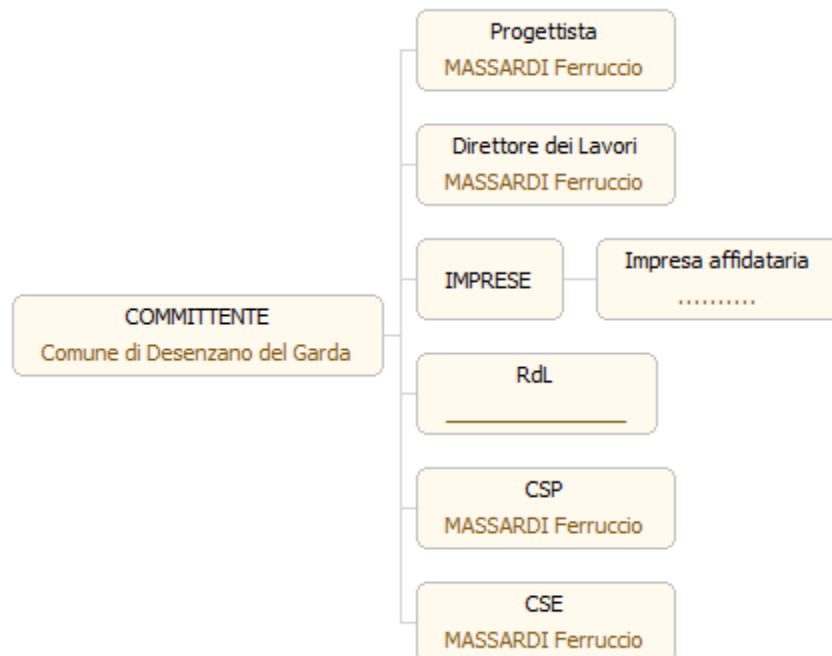 Progettista
MASSARDI Ferruccio
Direttore dei Lavori
MASSARDI Ferruccio
IMPRESE
Impresa affidataria
..........
COMMITTENTE
Comune di Desenzano del Garda
RdL
__________________
CSP
MASSARDI Ferruccio
CSE
MASSARDI Ferruccio